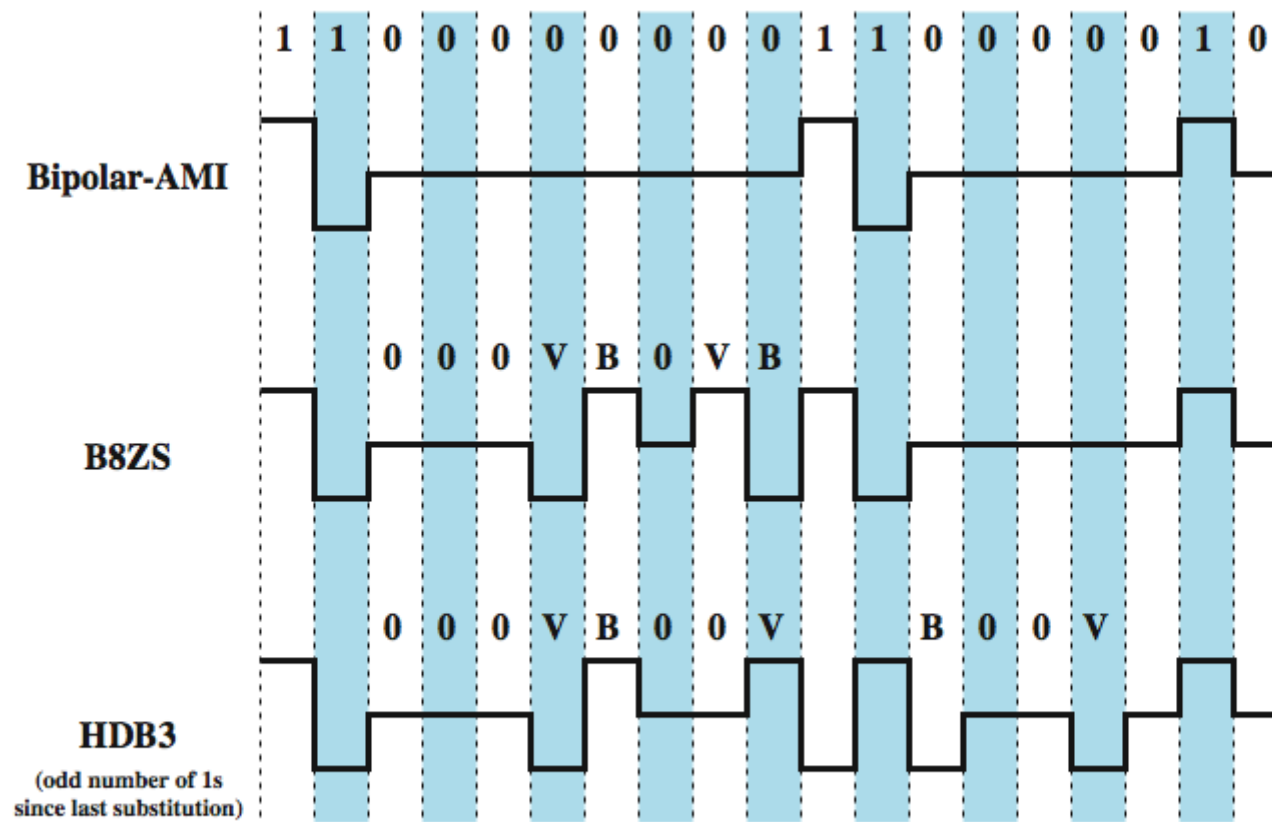 1 1 0 0 0 0 0 0 0 0 1 1 0 0 0 0 0 1 0
Bipolar-AMI
0 0 0 V B 0 V B
B8ZS
0 0 0 V B 0 0 V B 0 0 V
HDB3
(odd number of 1s
since last substitution)